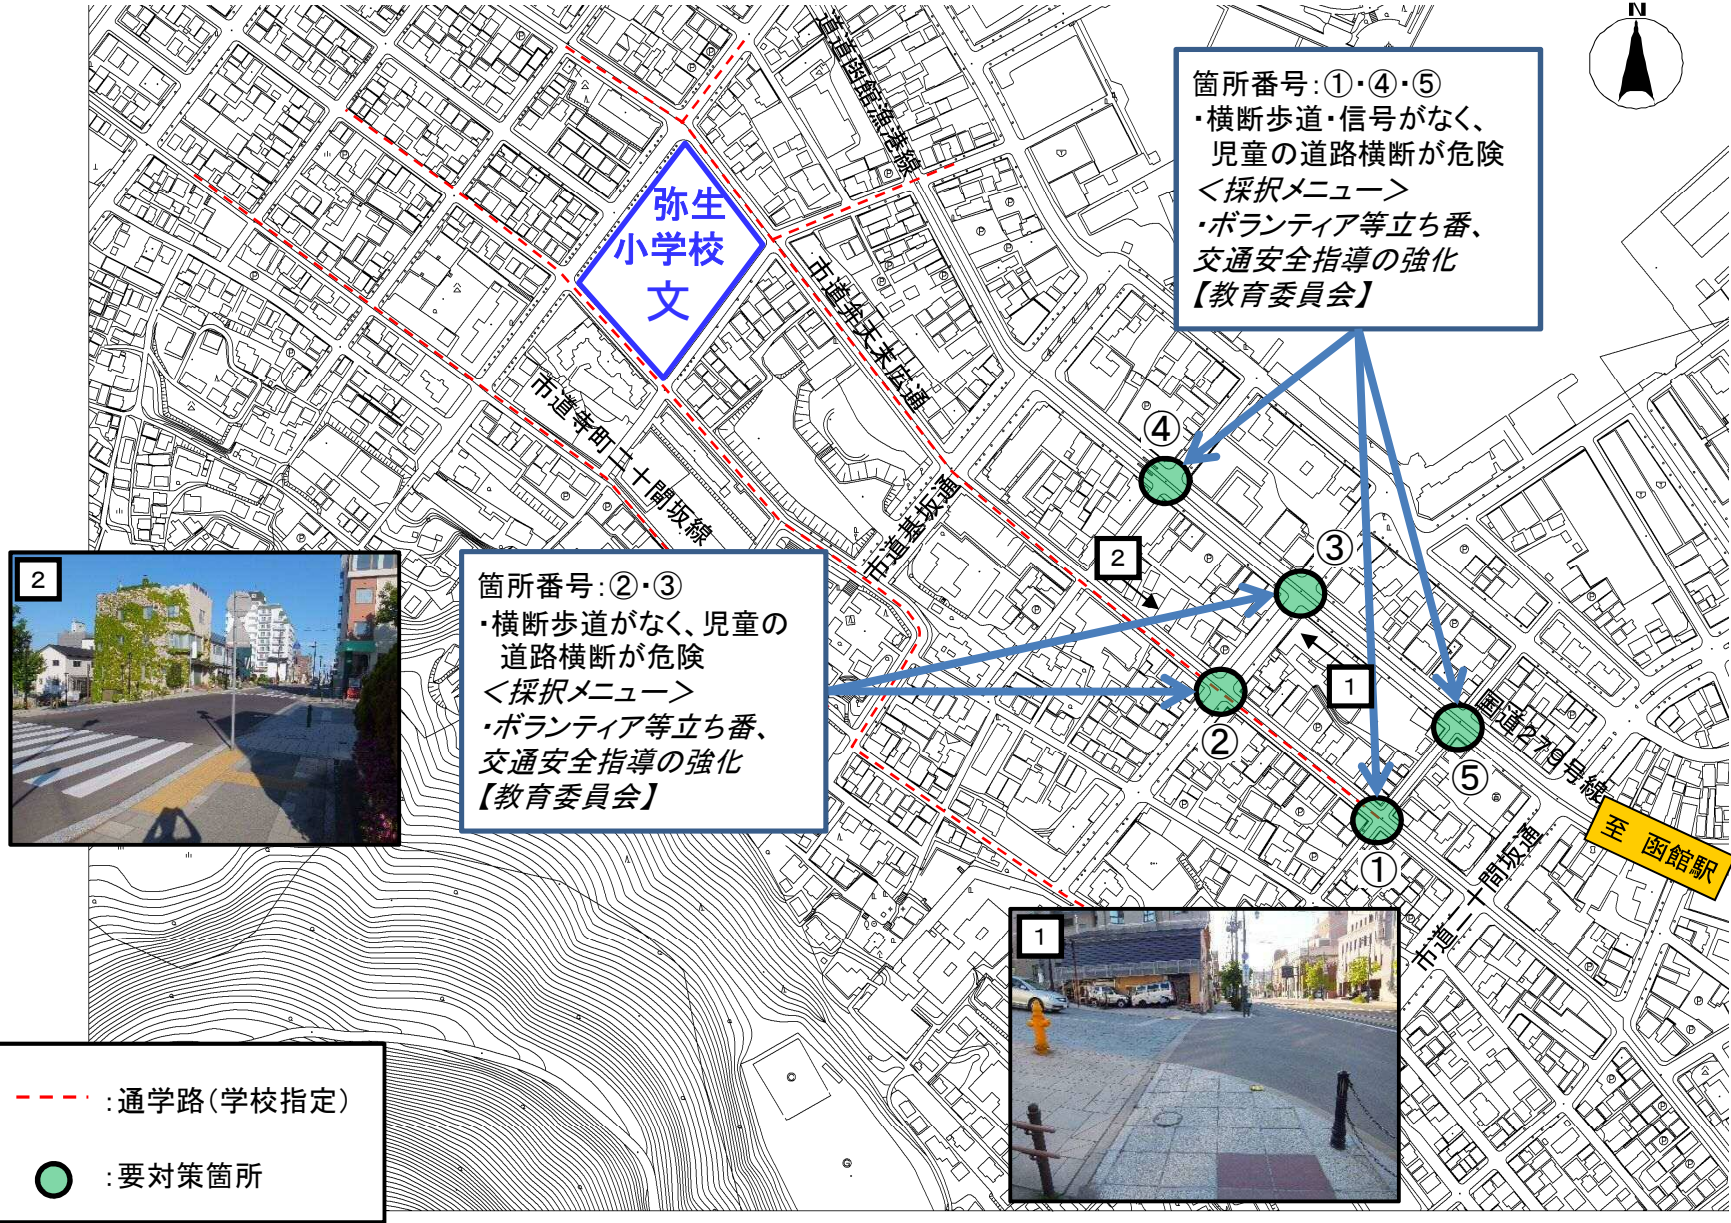 N
箇所番号:①・④・⑤
・横断歩道・信号がなく、
児童の道路横断が危険
＜採択メニュー＞
・ボランティア等立ち番、
交通安全指導の強化
【教育委員会】
道道函館漁港線
弥生
小学校
文
市道弁天末広通
市道寺町二十間坂線
市道基坂通
④
③
2
1
②
⑤
①
国道279号線
至 函館駅
市道二十間坂通
2
箇所番号:②・③
・横断歩道がなく、児童の
道路横断が危険
＜採択メニュー＞
・ボランティア等立ち番、
交通安全指導の強化
【教育委員会】
1
:通学路(学校指定)
:要対策箇所